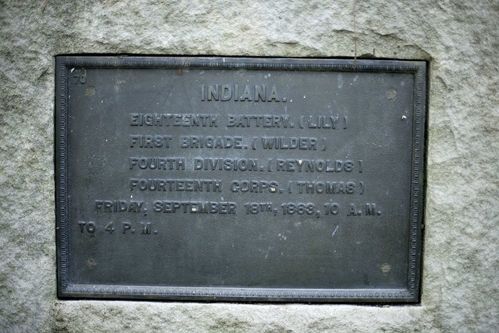 INDIANA.
EIGHTEENTH BATTERY. (LILY)
FIRST BRIGADE. (WILDER)
FOURTH DIVISION. (REYNOLDS)
FOURTEENTH CORPS. (THOMAS)
FRIDAY, SEPTEMBER 18TH, 1863, 10 A.M.
TO 4 P.M.